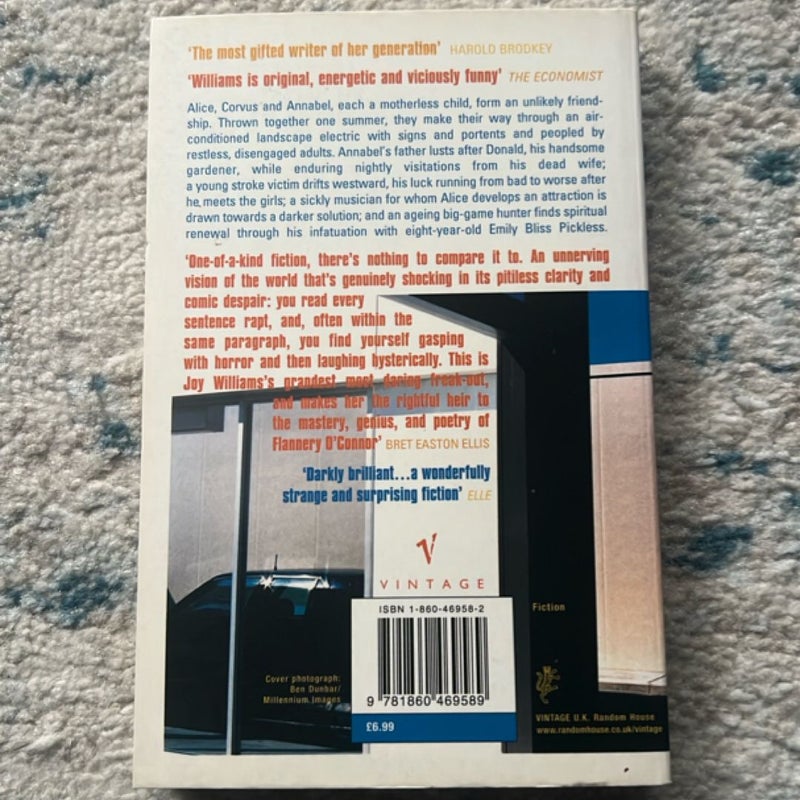 'The most gifted writer of her generation' HAROLD BRODKEY
'Williams is original, energetic and viciously funny' THE ECONOMIST
Alice, Corvus and Annabel, each a motherless child, form an unlikely friend-
ship. Thrown together one summer, they make their way through an air-
conditioned landscape electric with signs and portents and peopled by
restless, disengaged adults. Annabel's father lusts after Donald, his handsome
gardener, while enduring nightly visitations from his dead wife;
a young stroke victim drifts westward, his luck running from bad to worse after
he meets the girls; a sickly musician for whom Alice develops an attraction is
drawn towards a darker solution; and an ageing big-game hunter finds spiritual
renewal through his infatuation with eight-year-old Emily Bliss Pickless.
'One-of-a-kind fiction, there's nothing to compare it to. An unnerving
vision of the world that's genuinely shocking in its pitiless clarity and
comic despair: you read every
sentence rapt, and, often within the
same paragraph, you find yourself gasping
with horror and then laughing hysterically. This is
Joy Williams's grandest most daring freak-out,
and makes her the rightful heir to
the mastery, genius, and poetry of
Flannery O'Connor' BRET EASTON ELLIS
'Darkly brilliant...a wonderfully
strange and surprising fiction' ELLE
V
VINTAGE
ISBN 1-860-46958-2
9 781860 469589
£6.99
Fiction
Cover photograph:
Ben Dunbar/
Millennium Images
VINTAGE U.K. Random House
www.randomhouse.co.uk/vintage